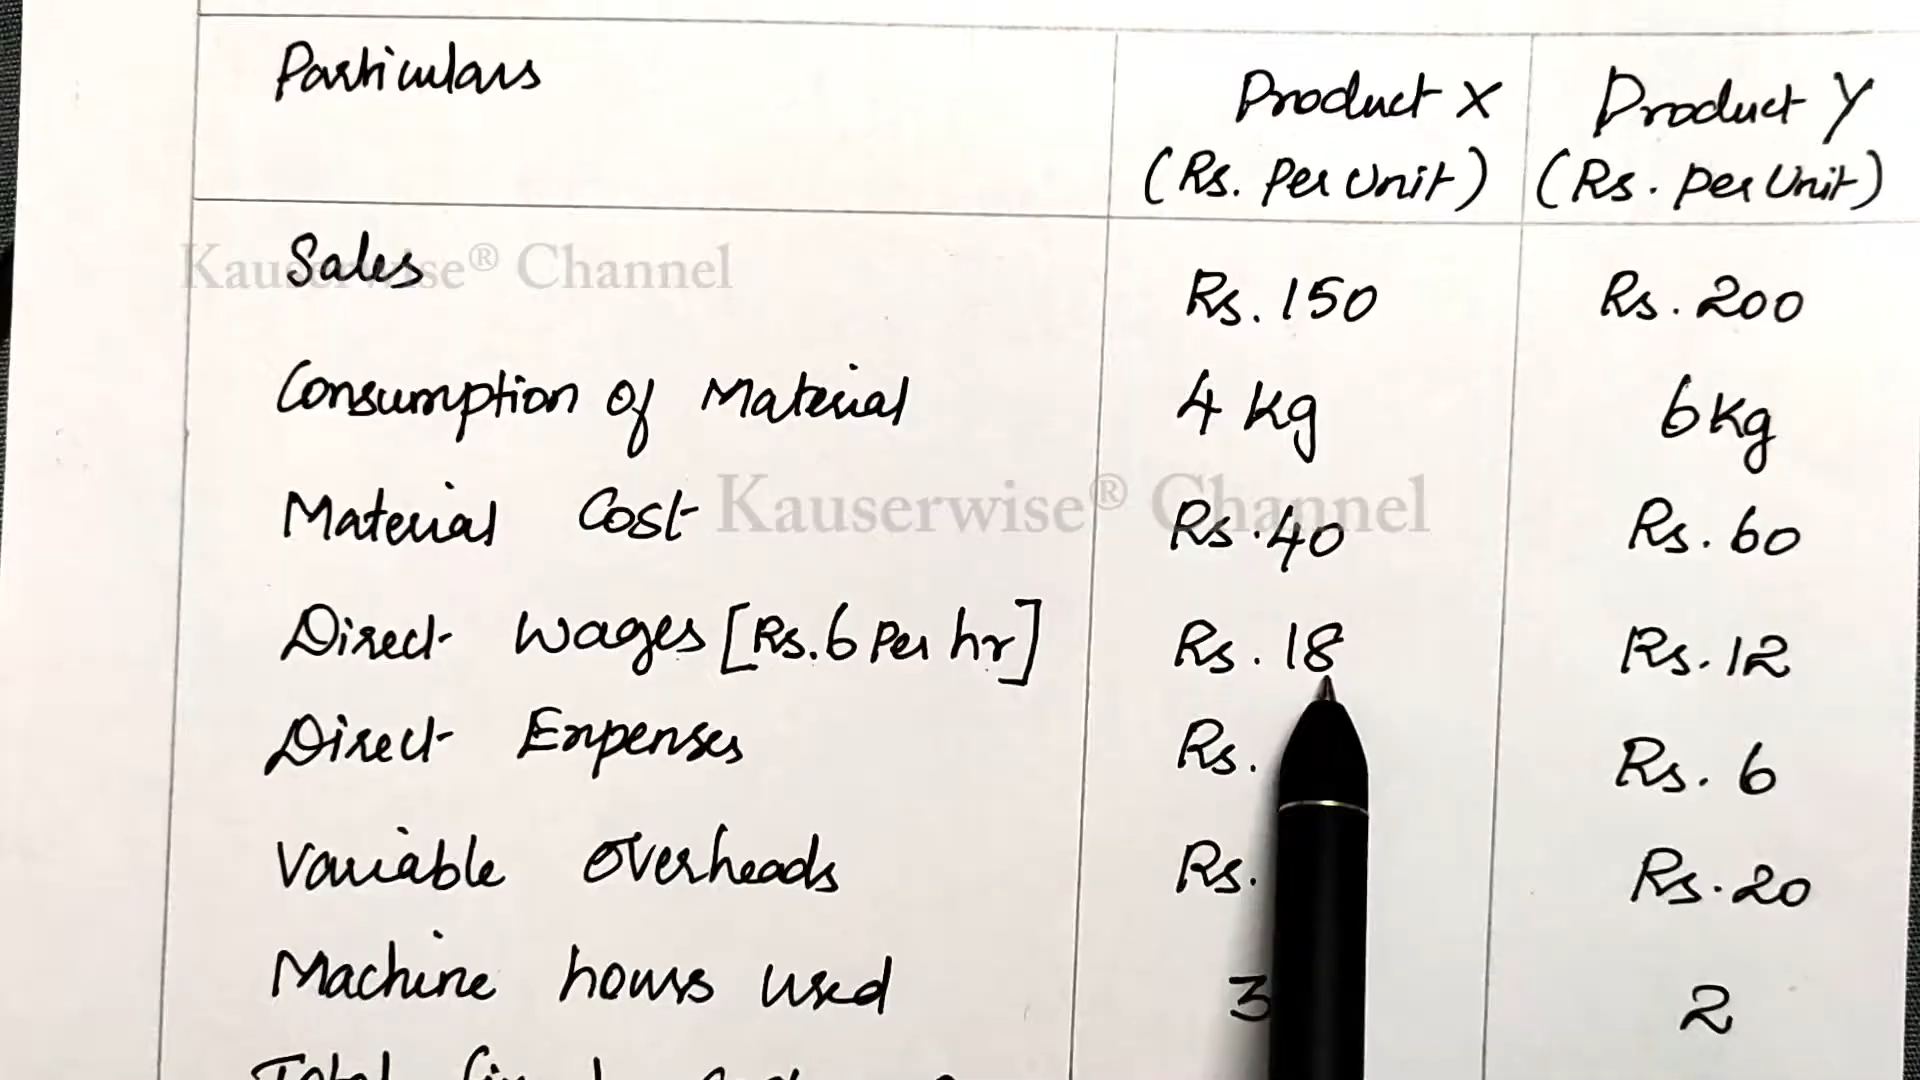 Particulars Product X Product Y
(Rs. Per Unit) (Rs. per Unit)
Sales Rs. 150 Rs. 200
Kauserwise® Channel
Consumption of Material 4 Kg 6 Kg
Material Cost Rs. 40 Rs. 60
Kauserwise® Channel
Direct Wages [Rs. 6 Per hr] Rs. 18 Rs. 12
Direct Expenses Rs. Rs. 6
Variable Overheads Rs. Rs. 20
Machine hours used 3 2
Total